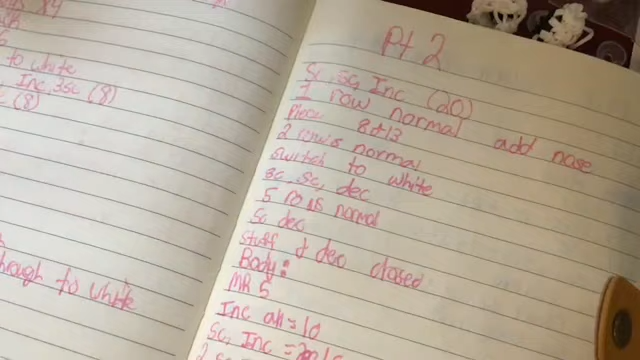 to white
Inc, 3sc (8)
(8)
through to white
Pt 2
Sc, sc, Inc (20)
1 row normal add nose
Piece 8+13
2 rows normal
switch to white
sc, sc, dec
5 rows normal
Sc dec
Stuff + dec closed
Body:
MR 5
Inc all = 10
Sc, Inc =